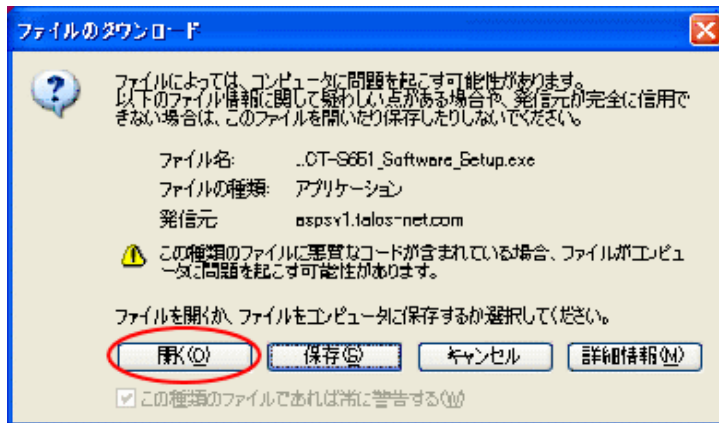 ファイルのダウンロード
ファイルによっては、コンピュータに問題を起こす可能性があります。
以下のファイル情報に関して疑わしい点がある場合や、発信元が完全に信用で
きない場合は、このファイルを開いたり保存したりしないでください。
ファイル名: ...CT-S651_Software_Setup.exe
ファイルの種類: アプリケーション
発信元: aspsv1.talos-net.com
この種類のファイルに悪質なコードが含まれている場合、ファイルがコンピュ
ータに問題を起こす可能性があります。
ファイルを開くか、ファイルをコンピュータに保存するか選択してください。
開く(O) 保存(S) キャンセル 詳細情報(M)
この種類のファイルであれば常に警告する(W)